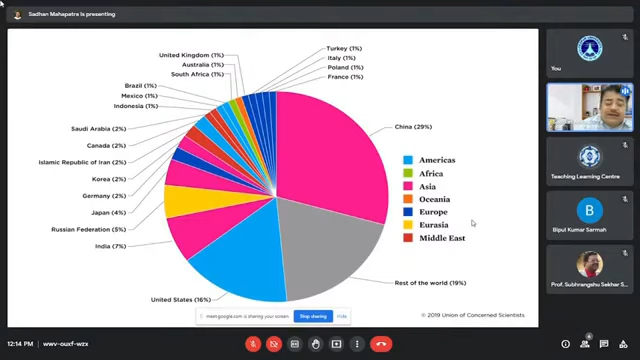 Sadhan Mahapatra is presenting
United Kingdom (1%)
Australia (1%)
South Africa (1%)
Brazil (1%)
Mexico (1%)
Indonesia (1%)
Saudi Arabia (2%)
Canada (2%)
Islamic Republic of Iran (2%)
Korea (2%)
Germany (2%)
Japan (4%)
Russian Federation (5%)
India (7%)
United States (16%)
Turkey (1%)
Italy (1%)
Poland (1%)
France (1%)
China (29%)
Americas
Africa
Asia
Oceania
Europe
Eurasia
Middle East
Rest of the world (19%)
© 2019 Union of Concerned Scientists
meet.google.com is sharing your screen.
Stop sharing
Hide
You
Teaching Learning Centre
B
Bipul Kumar Sarmah
Prof. Subhrangshu Sekhar S
12:14 PM | wwv-ouxf-wzx